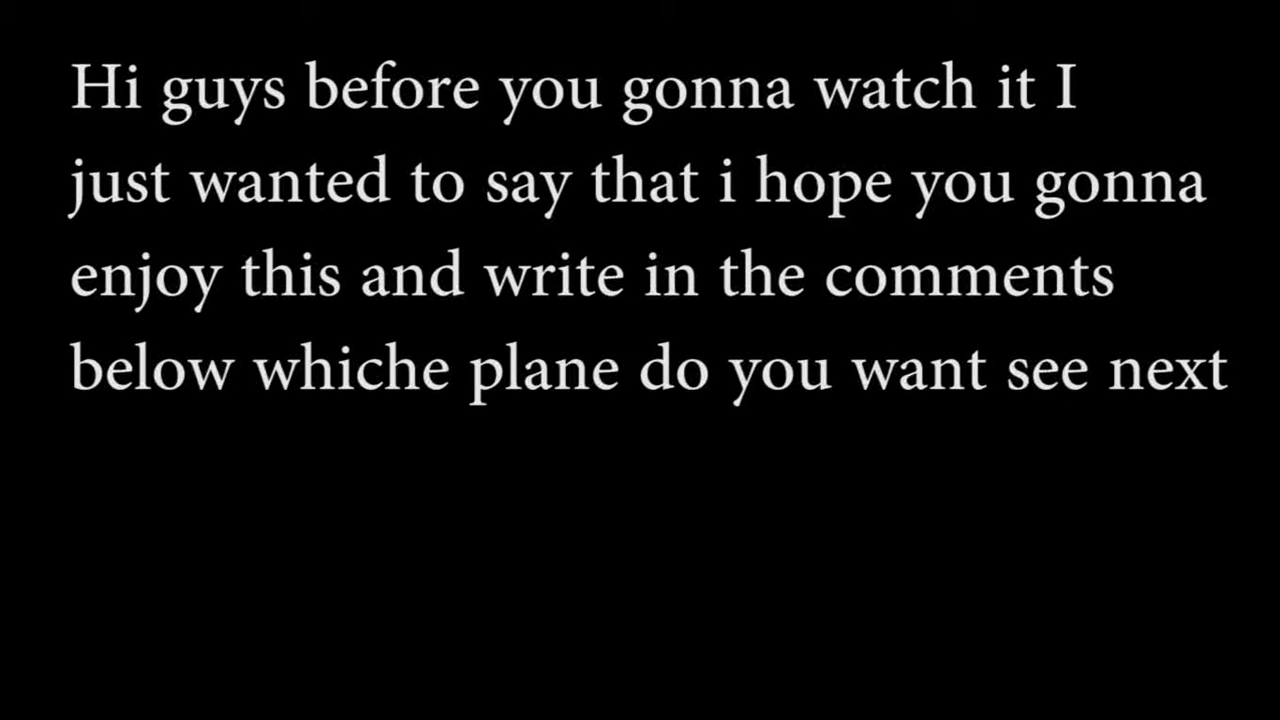 Hi guys before you gonna watch it I
just wanted to say that i hope you gonna
enjoy this and write in the comments
below whiche plane do you want see next